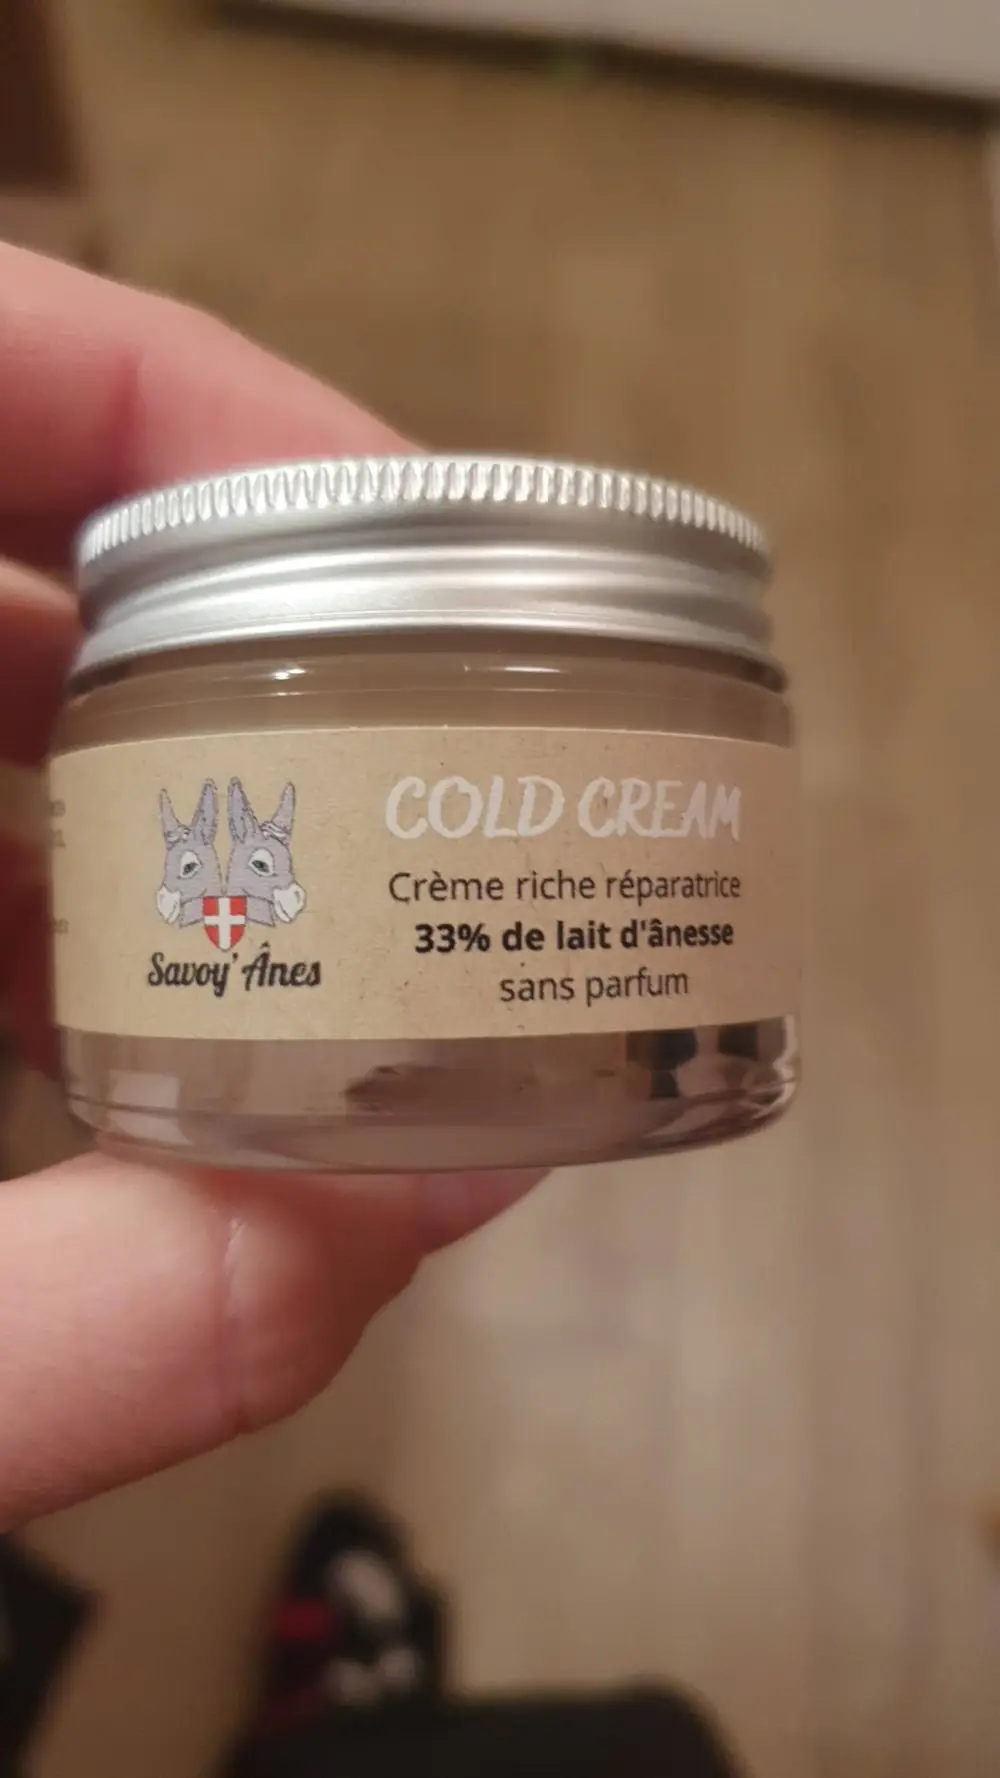 Savoy' Ânes
COLD CREAM
Crème riche réparatrice
33% de lait d'ânesse
sans parfum